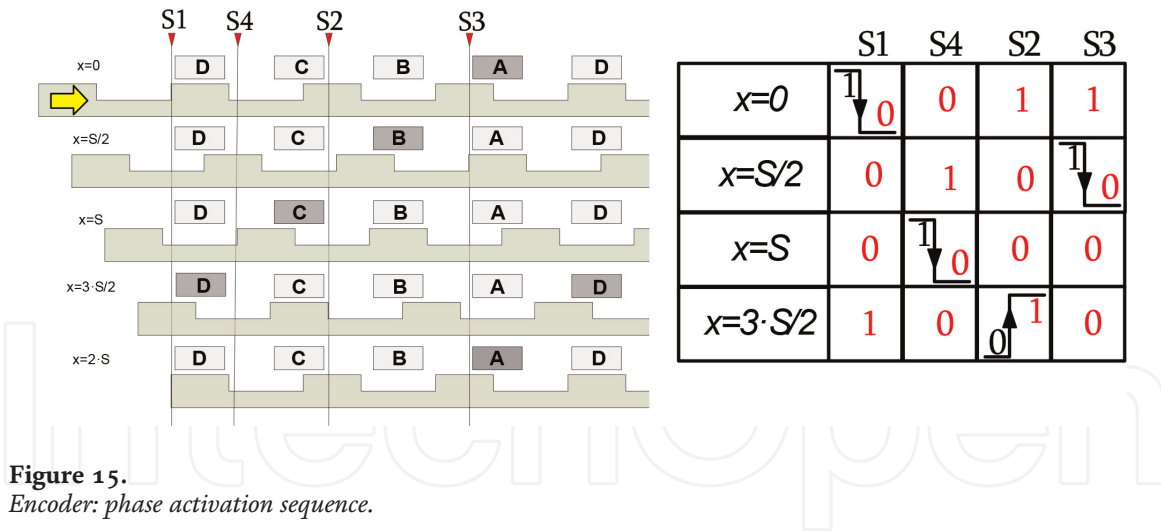 S1 S4 S2 S3
x=0 D C B A D
x=S/2 D C B A D
x=S D C B A D
x=3·S/2 D C B A D
x=2·S D C B A D
S1 S4 S2 S3
x=0 1 0 0 1 1
x=S/2 0 1 0 1 0
x=S 0 1 0 0 0
x=3·S/2 1 0 0 1 0
IntechOpen
Figure 15.
Encoder: phase activation sequence.